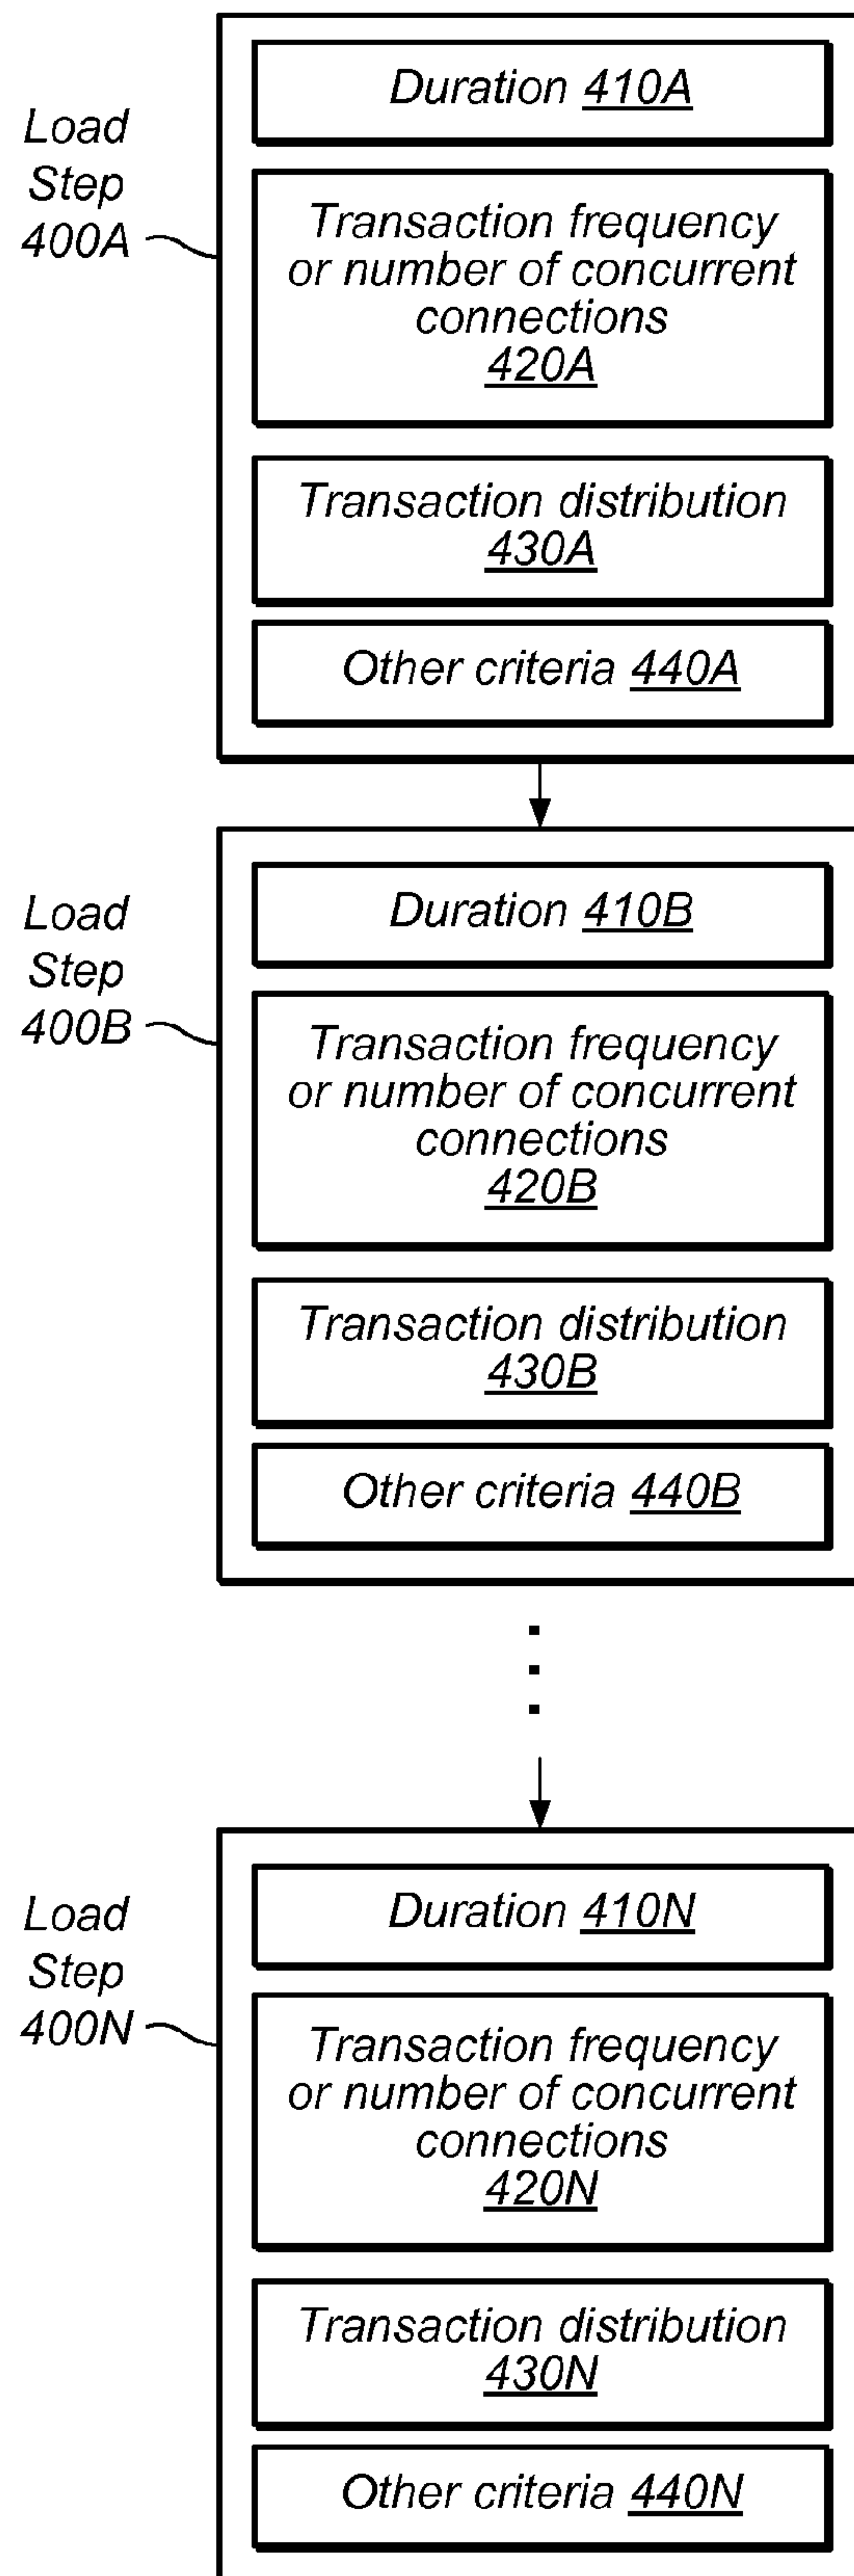 Load
Step
400A
Duration 410A
Transaction frequency
or number of concurrent
connections
420A
Transaction distribution
430A
Other criteria 440A
Load
Step
400B
Duration 410B
Transaction frequency
or number of concurrent
connections
420B
Transaction distribution
430B
Other criteria 440B
Load
Step
400N
Duration 410N
Transaction frequency
or number of concurrent
connections
420N
Transaction distribution
430N
Other criteria 440N